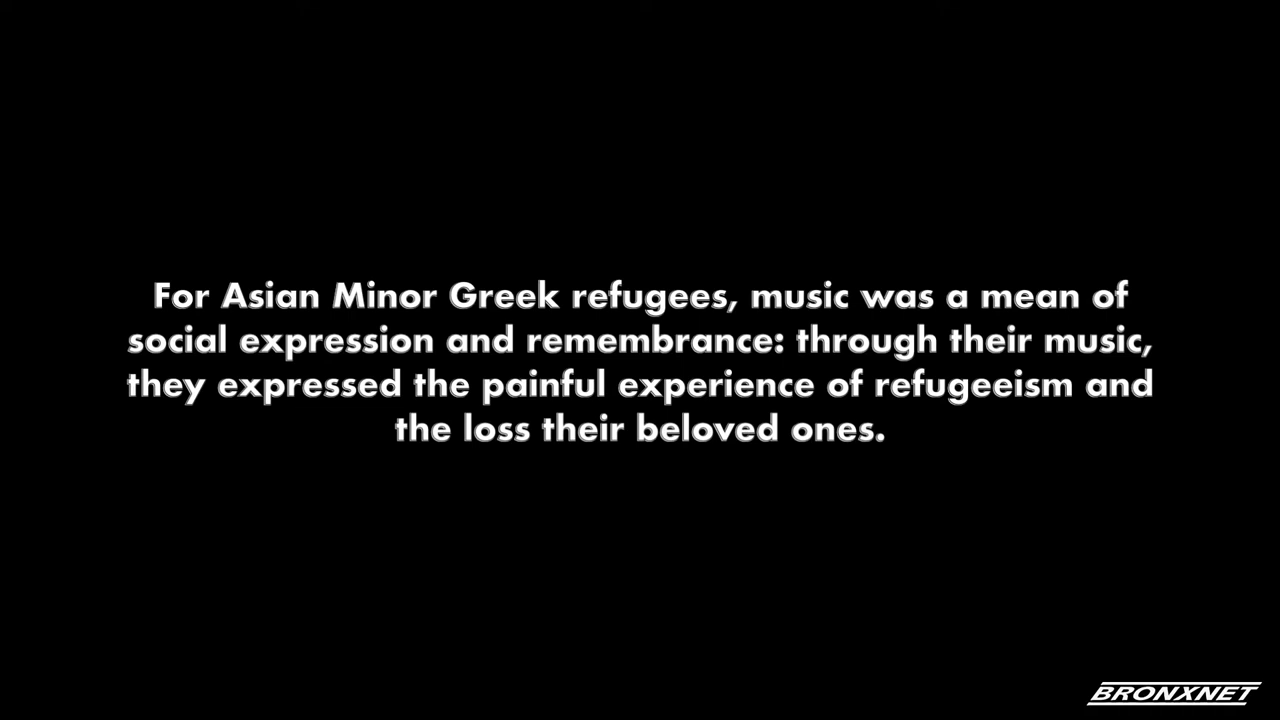 For Asian Minor Greek refugees, music was a mean of
social expression and remembrance: through their music,
they expressed the painful experience of refugeeism and
the loss their beloved ones.
BRONXNET